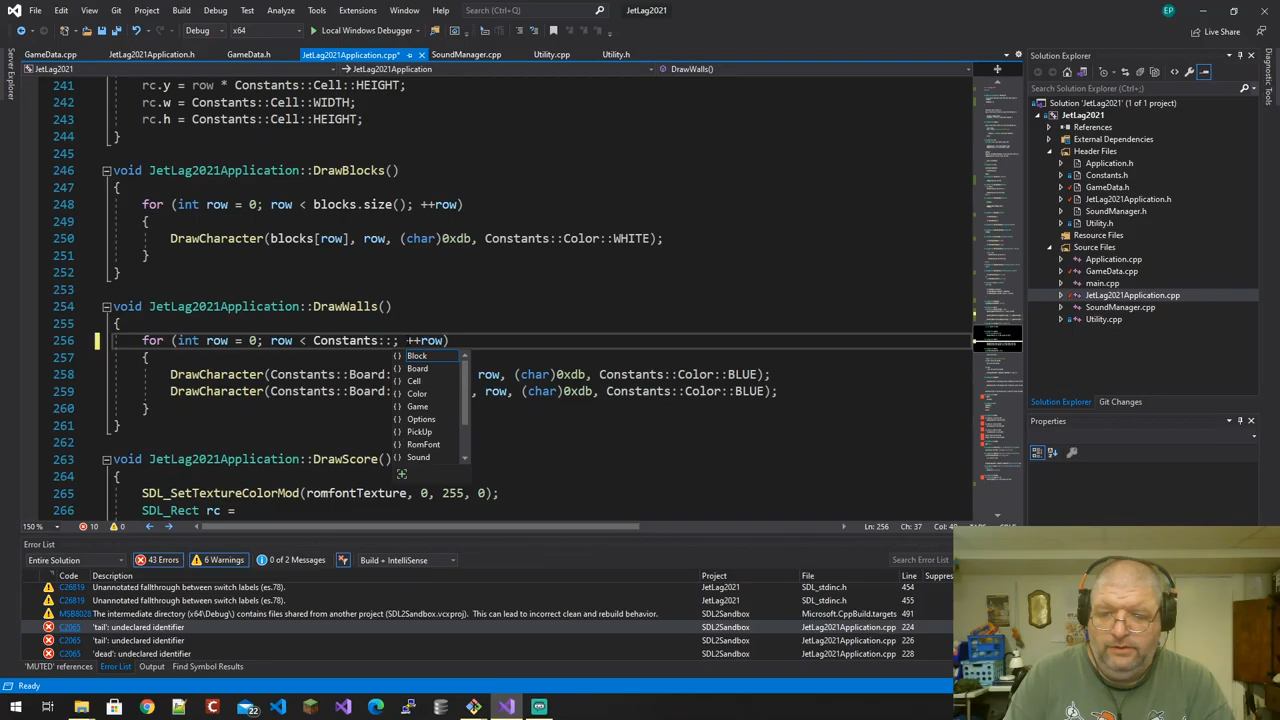 File Edit View Git Project Build Debug Test Analyze Tools Extensions Window Help Search (Ctrl+Q) JetLag2021 EP
Debug x64 Local Windows Debugger Live Share
GameData.cpp JetLag2021Application.h GameData.h JetLag2021Application.cpp* SoundManager.cpp Utility.cpp Utility.h
JetLag2021 JetLag2021Application DrawWalls()
241 rc.y = row * Constants::Cell::HEIGHT;
242 rc.w = Constants::Cell::WIDTH;
243 rc.h = Constants::Cell::HEIGHT;
244 }
245
246 void JetLag2021Application::DrawBlocks()
247 {
248 for (int row = 0; row < blocks.size(); ++row)
249 {
250 DrawCharacter(blocks[row], row, (char)0xdb, Constants::Color::WHITE);
251 }
252 }
253
254 void JetLag2021Application::DrawWalls()
255 {
256 for (int row = 0; row < Constants:: ++row)
257 {
258 DrawCharacter(Constants::Board row, (char)0xdb, Constants::Color::BLUE);
259 DrawCharacter(Constants::Board row, (char)0xdb, Constants::Color::BLUE);
260 }
261 }
262
263 void JetLag2021Applica awScore
264 {
265 SDL_SetTextureColorMod(romfontTexture, 0, 255, 0);
266 SDL_Rect rc =
{} Block
{} Board
{} Cell
{} Color
{} Game
{} Options
{} PickUp
{} RomFont
{} Sound
150 % 10 0 Ln: 256 Ch: 37
Error List
Entire Solution 43 Errors 6 Warnings 0 of 2 Messages Build + IntelliSense Search Error List
Code Description Project File Line Suppres
C26819 Unannotated fallthrough between switch labels (es.78). JetLag2021 SDL_stdinc.h 454
C26819 Unannotated fallthrough between switch labels (es.78). JetLag2021 SDL_stdinc.h 455
MSB8028 The intermediate directory (x64\Debug\) contains files shared from another project (SDL2Sandbox.vcxproj). This can lead to incorrect clean and rebuild behavior. JetLag2021 Microsoft.CppBuild.targets 491
C2065 'tail': undeclared identifier SDL2Sandbox JetLag2021Application.cpp 224
C2065 'tail': undeclared identifier SDL2Sandbox JetLag2021Application.cpp 226
C2065 'dead': undeclared identifier SDL2Sandbox JetLag2021Application.cpp 228
'MUTED' references Error List Output Find Symbol Results
Ready
Server Explorer
Diagnostic
Solution Explorer
Search Solution Explorer (Ctrl+;)
Solution 'JetLag2021' (1 of 1 project)
JetLag2021
References
External Dependencies
Header Files
Application.h
Constants.h
GameData.h
JetLag2021Application.h
SoundManager.h
Utility.h
Resource Files
Source Files
Application.cpp
GameData.cpp
main.cpp
JetLag2021Application.cpp
SoundManager.cpp
Utility.cpp
Solution Explorer Git Changes
Properties